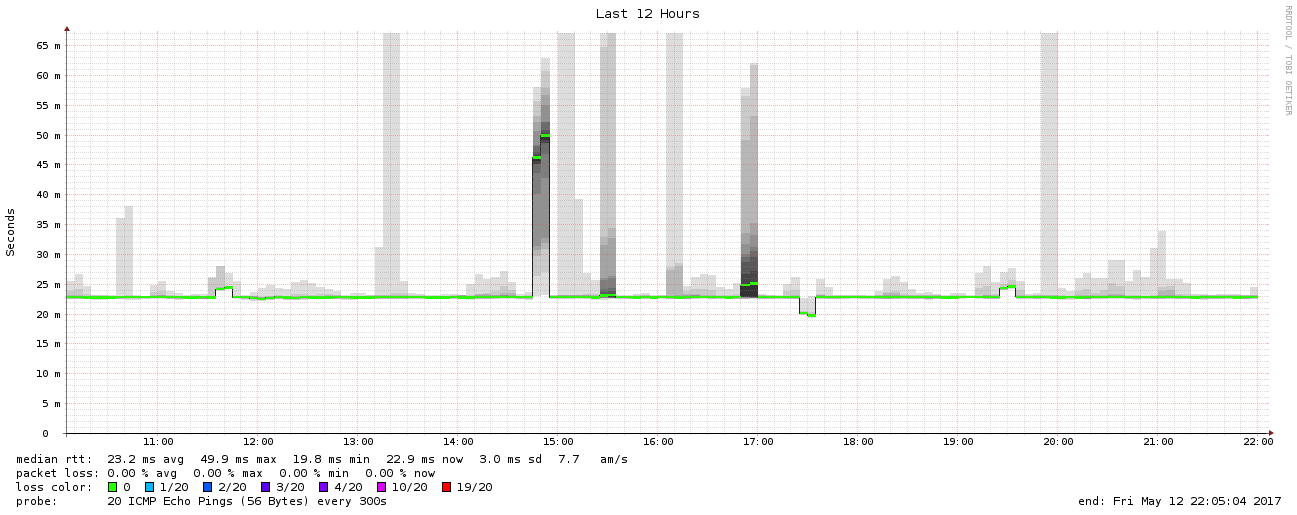 Last 12 Hours
RRDTOOL / TOBI OETIKER
Seconds
65 m
60 m
55 m
50 m
45 m
40 m
35 m
30 m
25 m
20 m
15 m
10 m
5 m
0
11:00 12:00 13:00 14:00 15:00 16:00 17:00 18:00 19:00 20:00 21:00 22:00
median rtt: 23.2 ms avg 49.9 ms max 19.8 ms min 22.9 ms now 3.0 ms sd 7.7 am/s
packet loss: 0.00 % avg 0.00 % max 0.00 % min 0.00 % now
loss color: 0 1/20 2/20 3/20 4/20 10/20 19/20
probe: 20 ICMP Echo Pings (56 Bytes) every 300s end: Fri May 12 22:05:04 2017